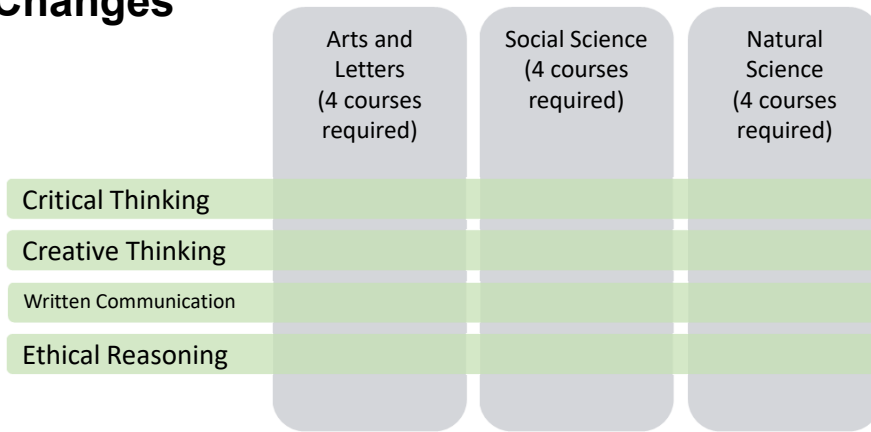 Changes
Arts and
Letters
(4 courses
required)
Social Science
(4 courses
required)
Natural
Science
(4 courses
required)
Critical Thinking
Creative Thinking
Written Communication
Ethical Reasoning